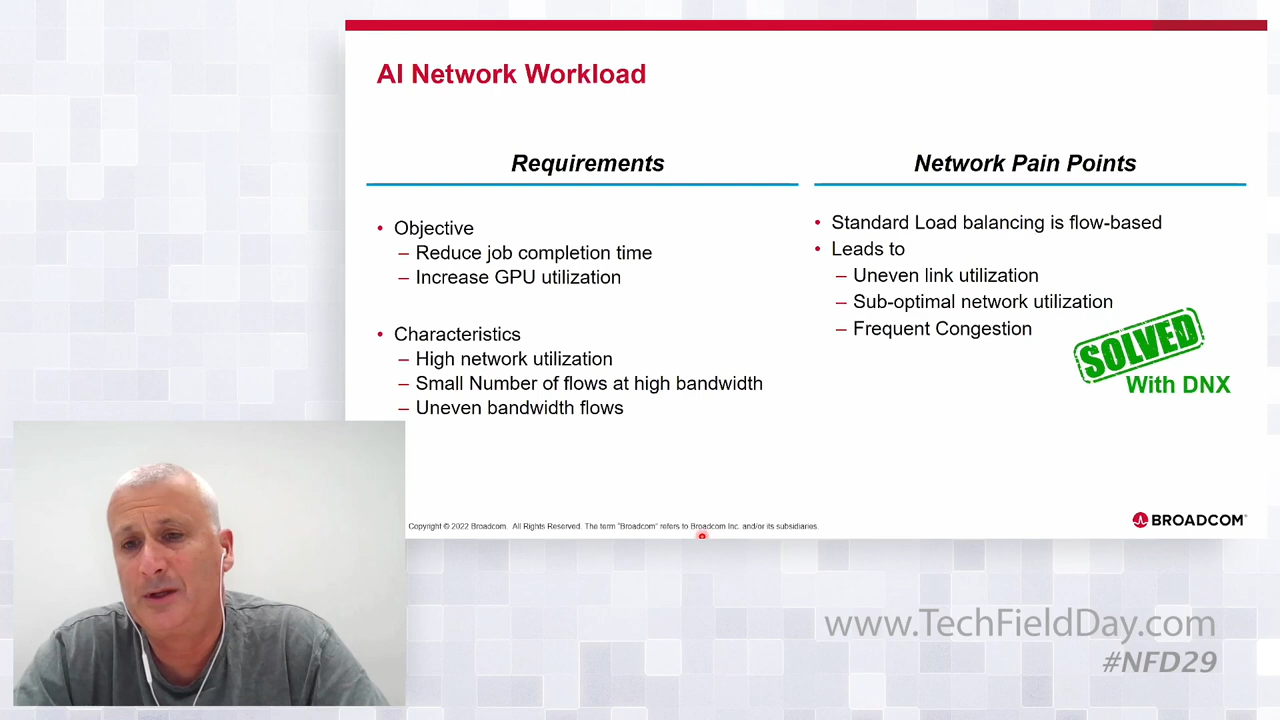 AI Network Workload
Requirements
• Objective
– Reduce job completion time
– Increase GPU utilization
• Characteristics
– High network utilization
– Small Number of flows at high bandwidth
– Uneven bandwidth flows
Network Pain Points
• Standard Load balancing is flow-based
• Leads to
– Uneven link utilization
– Sub-optimal network utilization
– Frequent Congestion
SOLVED
With DNX
Copyright © 2022 Broadcom. All Rights Reserved. The term "Broadcom" refers to Broadcom Inc. and/or its subsidiaries.
BROADCOM®
www.TechFieldDay.com
#NFD29